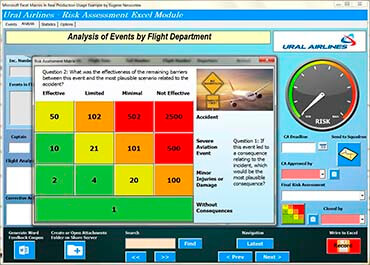 Microsoft Excel Macros in Real Production Usage Example by Eugene Nesterenko
Ural Airlines Risk Assessment Excel Module
Events Analysis Statistics Options
Analysis of Events by Flight Department
URAL AIRLINES
Risk Assessment Matrix
Question 2: What was the effectiveness of the remaining barriers
between this event and the most plausible scenario related to the
accident?
Effective Limited Minimal Not Effective
50 102 502 2500
Accident
10 21 101 500
Severe
Aviation
Event
2 4 20 100
Minor
Injuries or
Damage
1
Without
Consequences
Question 1: If
this event led to
a consequence
relating to the
incident, which
would be the
most plausible
consequence?
Captain
Flight Analysis
RISK
CA Deadline
Send to Squadron
CA Approved by
Final Risk Assessment
Closed by
Generate Word
Feedback Coupon
Create or Open Attachments
Folder on Share Server
Search
Find
<<
>>
Navigation
Latest
< Prev
Next >
Write to Excel
Record